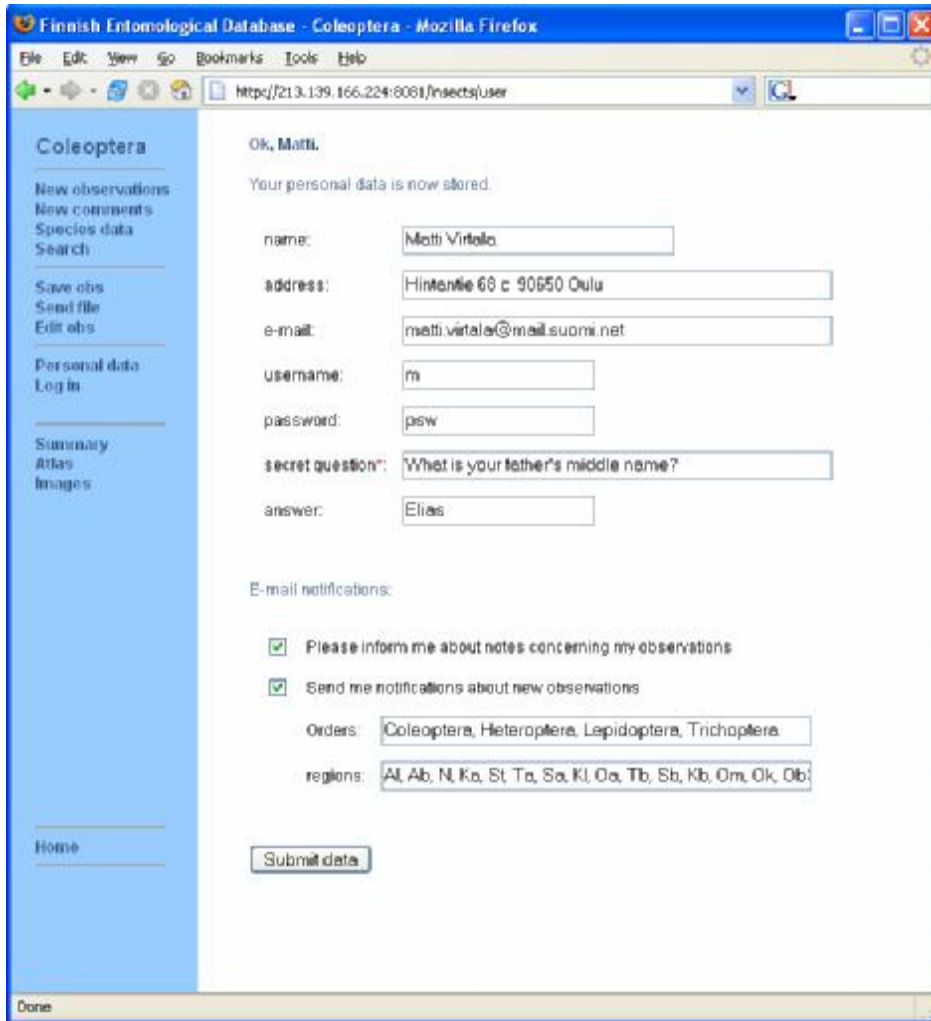 Finnish Entomological Database - Coleoptera - Mozilla Firefox
File Edit View Go Bookmarks Tools Help
http://213.139.166.224:8081/insects/user
Coleoptera
New observations
New comments
Species data
Search
Save obs
Send file
Edit obs
Personal data
Log in
Summary
Atlas
Images
Home
Ok, Matti.
Your personal data is now stored.
name: Matti Virtala
address: Hintantie 68 c 90650 Oulu
e-mail: matti.virtala@mail.suomi.net
username: m
password: psw
secret question*: What is your father's middle name?
answer: Elias
E-mail notifications:
Please inform me about notes concerning my observations
Send me notifications about new observations
Orders: Coleoptera, Heteroptera, Lepidoptera, Trichoptera
regions: Al, Ab, N, Ka, St, Ta, Sa, Kl, Oa, Tb, Sb, Kb, Om, Ok, Ob
Submit data
Done